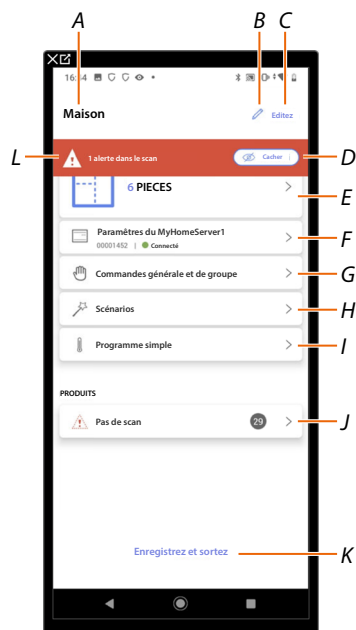 A
B
C
16:44
Maison
Editez
L
1 alerte dans le scan
Cacher
D
6 PIECES
E
Paramètres du MyHomeServer1
00001452 | Connecté
F
Commandes générale et de groupe
G
Scénarios
H
Programme simple
I
PRODUITS
Pas de scan
29
J
Enregistrez et sortez
K